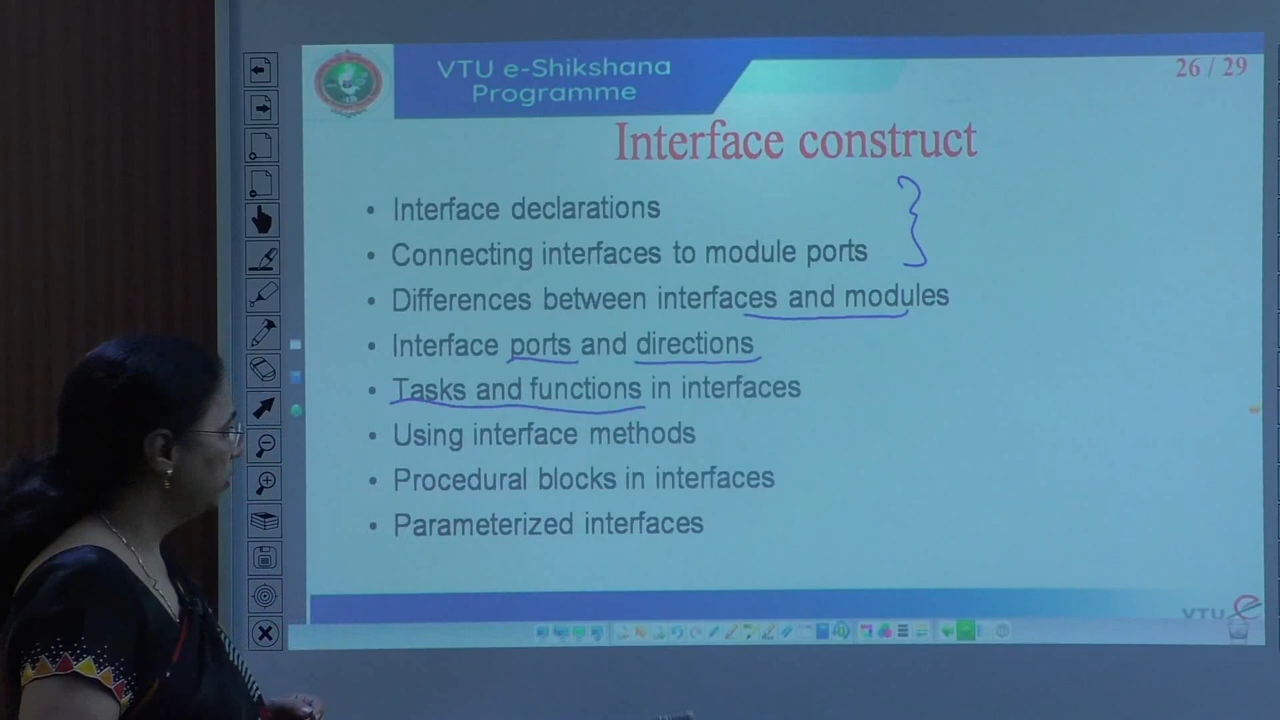 VTU e-Shikshana
Programme
26 / 29
Interface construct
• Interface declarations
• Connecting interfaces to module ports
• Differences between interfaces and modules
• Interface ports and directions
• Tasks and functions in interfaces
• Using interface methods
• Procedural blocks in interfaces
• Parameterized interfaces
VTU e